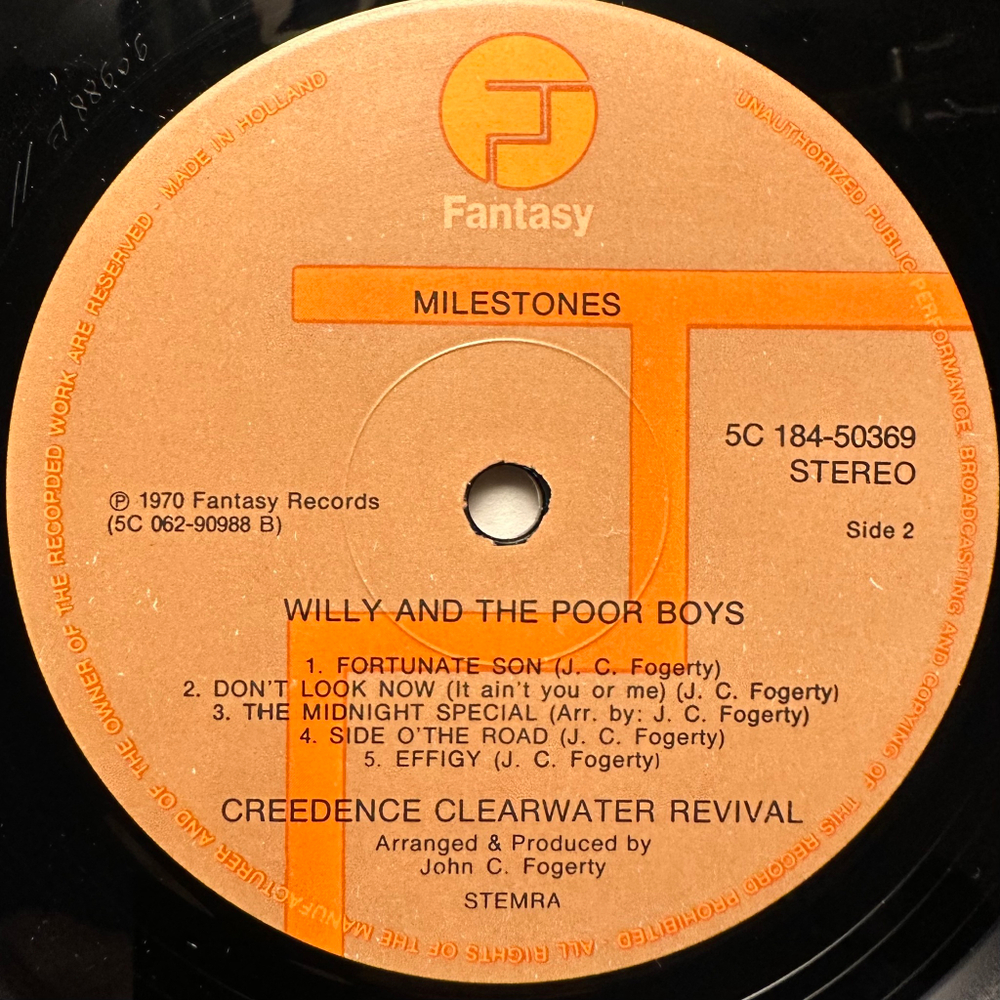 Fantasy
MILESTONES
5C 184-50369
STEREO
℗ 1970 Fantasy Records
(5C 062-90988 B)
Side 2
WILLY AND THE POOR BOYS
1. FORTUNATE SON (J. C. Fogerty)
2. DON'T LOOK NOW (It ain't you or me) (J. C. Fogerty)
3. THE MIDNIGHT SPECIAL (Arr. by: J. C. Fogerty)
4. SIDE O'THE ROAD (J. C. Fogerty)
5. EFFIGY (J. C. Fogerty)
CREEDENCE CLEARWATER REVIVAL
Arranged & Produced by
John C. Fogerty
STEMRA
UNAUTHORIZED PUBLIC PERFORMANCE, BROADCASTING AND COPYING OF THIS RECORD PROHIBITED - ALL RIGHTS OF THE MANUFACTURER AND OF THE OWNER OF THE RECORDED WORK ARE RESERVED - MADE IN HOLLAND